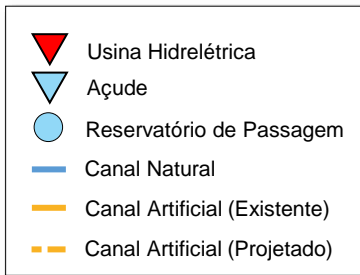 Usina Hidrelétrica
Açude
Reservatório de Passagem
Canal Natural
Canal Artificial (Existente)
Canal Artificial (Projetado)